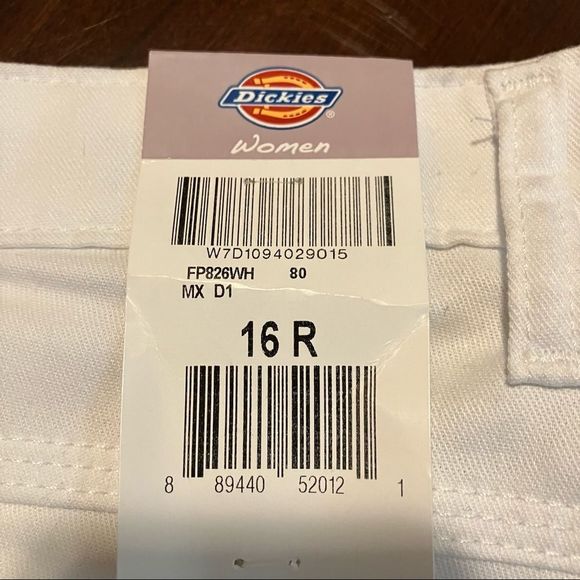 Dickies®
Women
W7D1094029015
FP826WH 80
MX D1
16 R
8 89440 52012 1